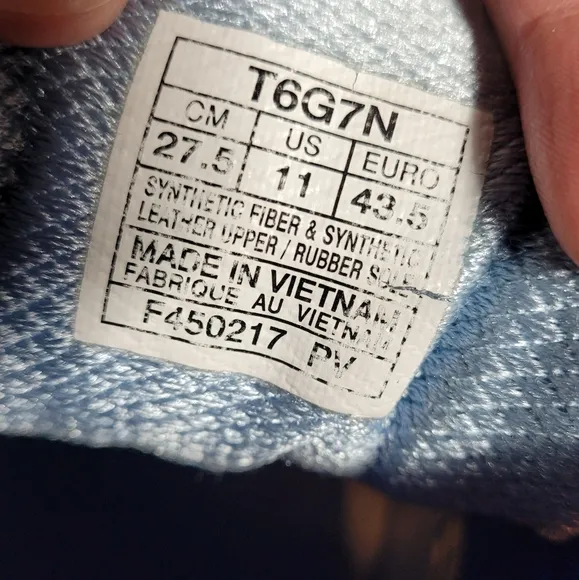 T6G7N
CM US EURO
27.5 11 43.5
SYNTHETIC FIBER & SYNTHETIC
LEATHER UPPER / RUBBER SOLE
MADE IN VIETNAM
FABRIQUE AU VIETNAM
F450217 PY